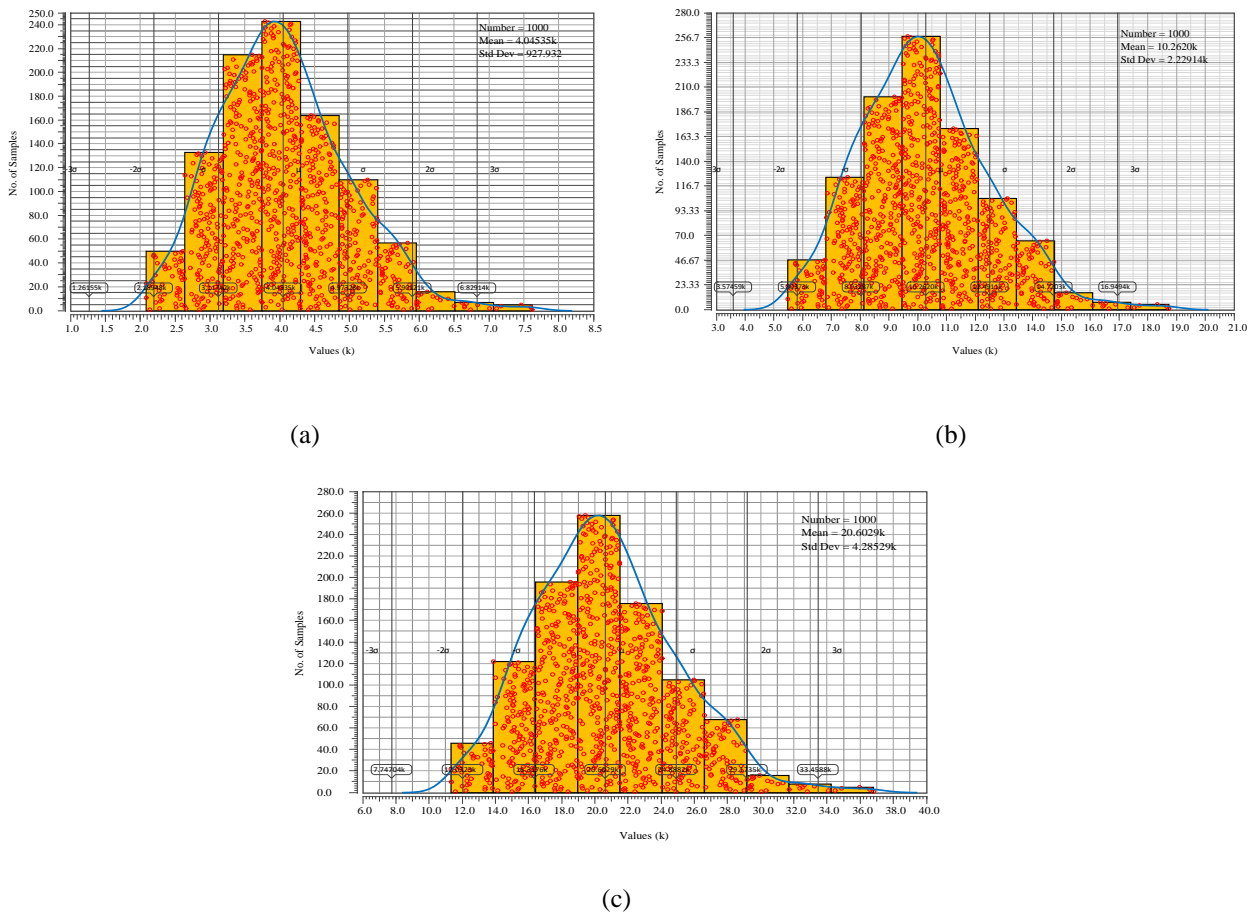 250.0
240.0
220.0
200.0
180.0
160.0
140.0
120.0
100.0
80.0
60.0
40.0
20.0
0.0
No. of Samples
Number = 1000
Mean = 4.04535k
Std Dev = 927.932
-3σ -2σ σ 2σ 3σ
1.26155k 6.82914k
1.0 1.5 2.0 2.5 3.0 3.5 4.0 4.5 5.0 5.5 6.0 6.5 7.0 7.5 8.0 8.5
Values (k)
(a)
280.0
256.7
233.3
210.0
186.7
163.3
140.0
116.7
93.33
70.0
46.67
23.33
0.0
No. of Samples
Number = 1000
Mean = 10.2620k
Std Dev = 2.22914k
3σ -2σ -σ σ 2σ 3σ
3.57459k 16.9494k
3.0 4.0 5.0 6.0 7.0 8.0 9.0 10.0 11.0 12.0 13.0 14.0 15.0 16.0 17.0 18.0 19.0 20.0 21.0
Values (k)
(b)
280.0
260.0
240.0
220.0
200.0
180.0
160.0
140.0
120.0
100.0
80.0
60.0
40.0
20.0
0.0
No. of Samples
Number = 1000
Mean = 20.6029k
Std Dev = 4.28529k
-3σ -2σ -σ σ 2σ 3σ
7.74704k 33.4588k
6.0 8.0 10.0 12.0 14.0 16.0 18.0 20.0 22.0 24.0 26.0 28.0 30.0 32.0 34.0 36.0 38.0 40.0
Values (k)
(c)